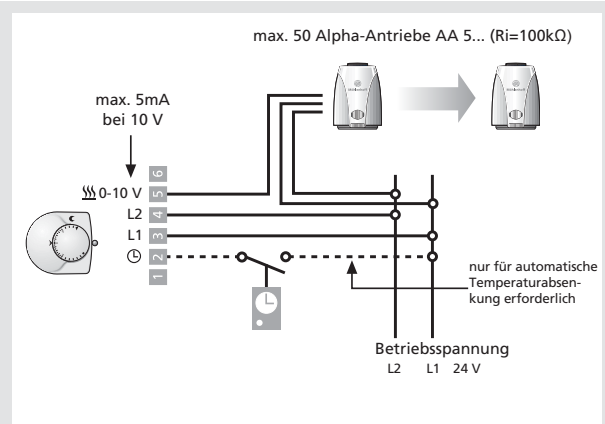 max. 50 Alpha-Antriebe AA 5... (Ri=100kΩ)
max. 5mA
bei 10 V
6
0-10 V 5
L2 4
L1 3
2
1
nur für automatische
Temperaturabsen-
kung erforderlich
Betriebsspannung
L2 L1 24 V